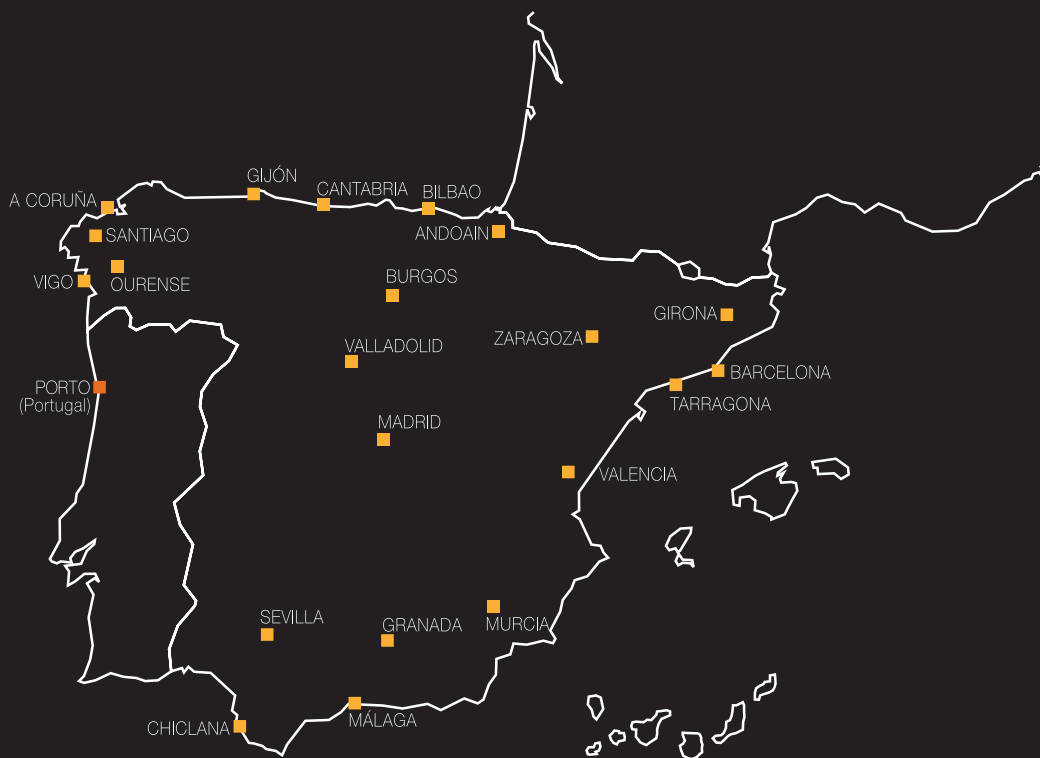 GIJÓN
CANTABRIA
BILBAO
A CORUÑA
SANTIAGO
ANDOAIN
VIGO
OURENSE
BURGOS
GIRONA
ZARAGOZA
VALLADOLID
BARCELONA
PORTO
(Portugal)
TARRAGONA
MADRID
VALENCIA
SEVILLA
GRANADA
MURCIA
CHICLANA
MÁLAGA